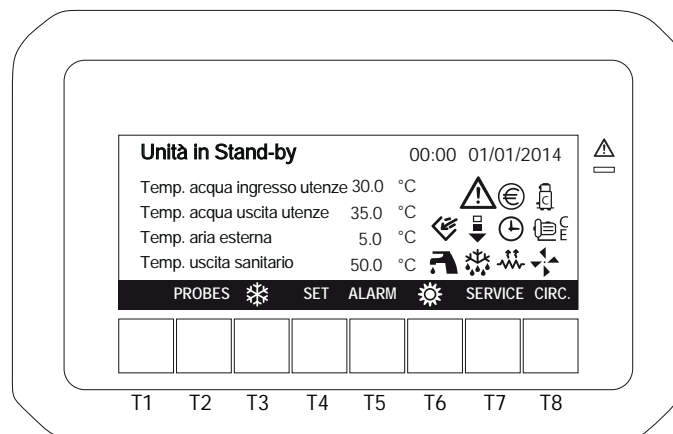 Unità in Stand-by 00:00 01/01/2014
Temp. acqua ingresso utenze 30.0 °C
Temp. acqua uscita utenze 35.0 °C
Temp. aria esterna 5.0 °C
Temp. uscita sanitario 50.0 °C
€ C
C
E
PROBES SET ALARM SERVICE CIRC.
T1 T2 T3 T4 T5 T6 T7 T8